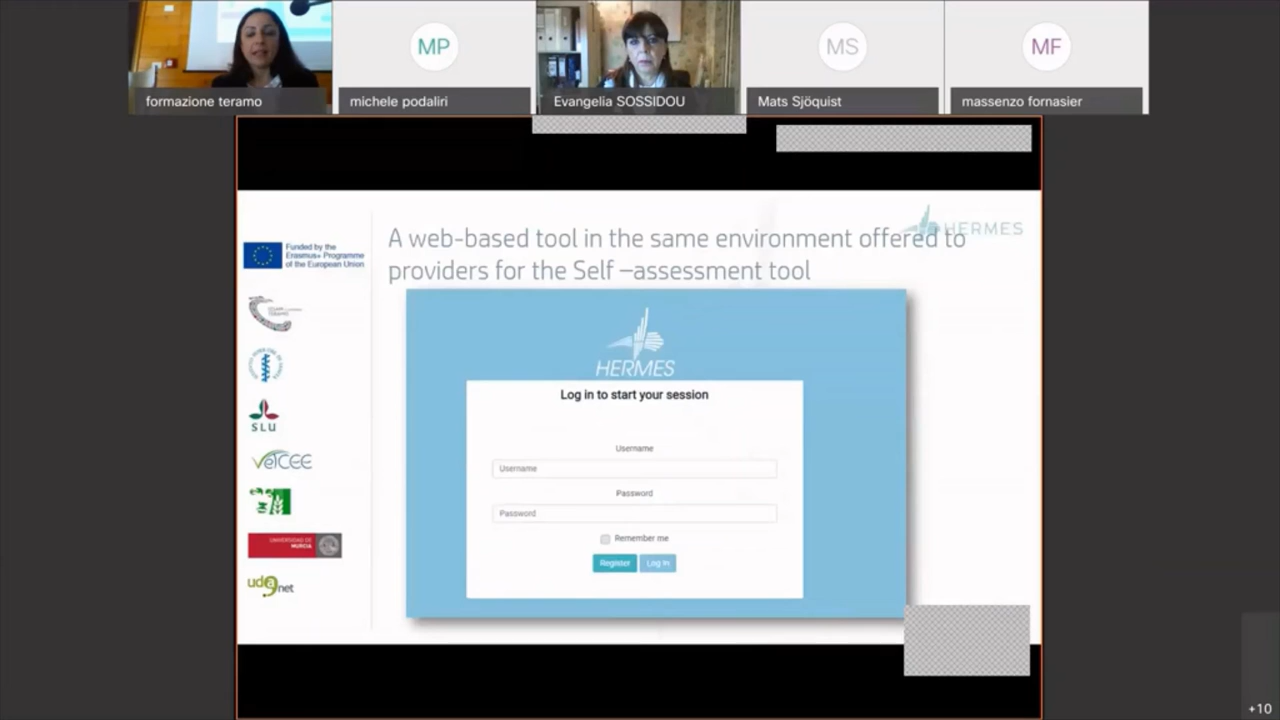 MP
MS
MF
formazione teramo
michele podaliri
Evangelia SOSSIDOU
Mats Sjöquist
massenzo fornasier
HERMES
A web-based tool in the same environment offered to
providers for the Self –assessment tool
Funded by the
Erasmus+ Programme
of the European Union
SLU
VetCEE
UNIVERSIDAD DE
MURCIA
udanet
HERMES
Log in to start your session
Username
Username
Password
Password
Remember me
Register
Log In
+10